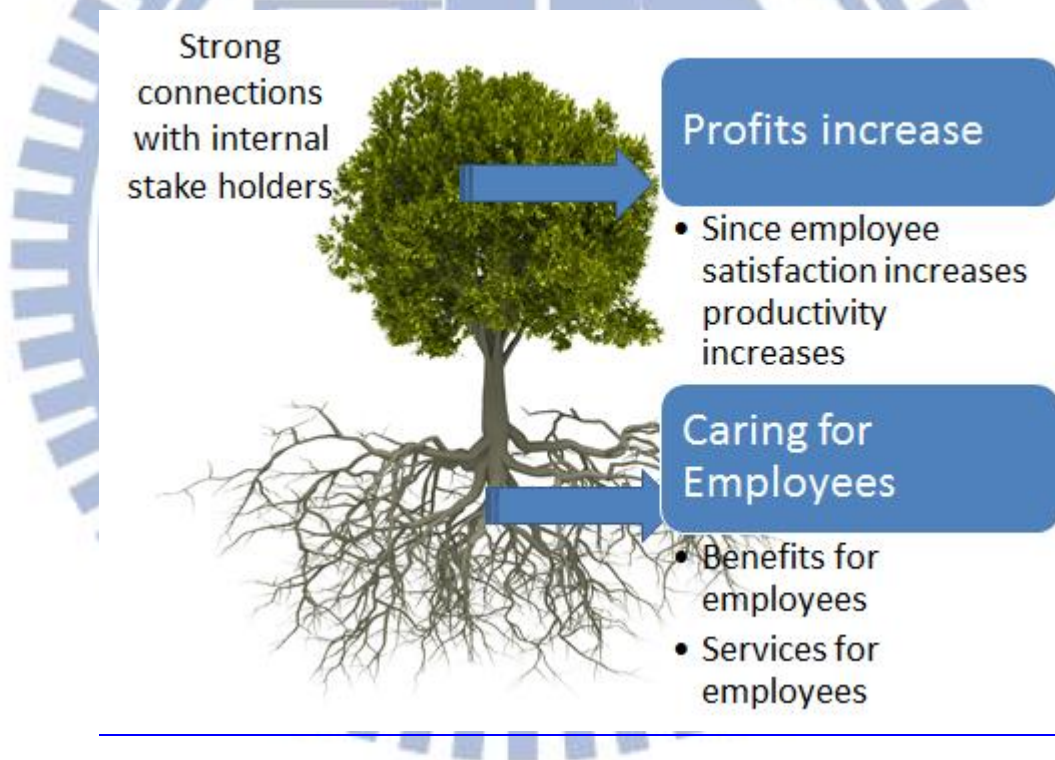 Strong
connections
with internal
stake holders
Profits increase
• Since employee
satisfaction increases
productivity
increases
Caring for
Employees
• Benefits for
employees
• Services for
employees